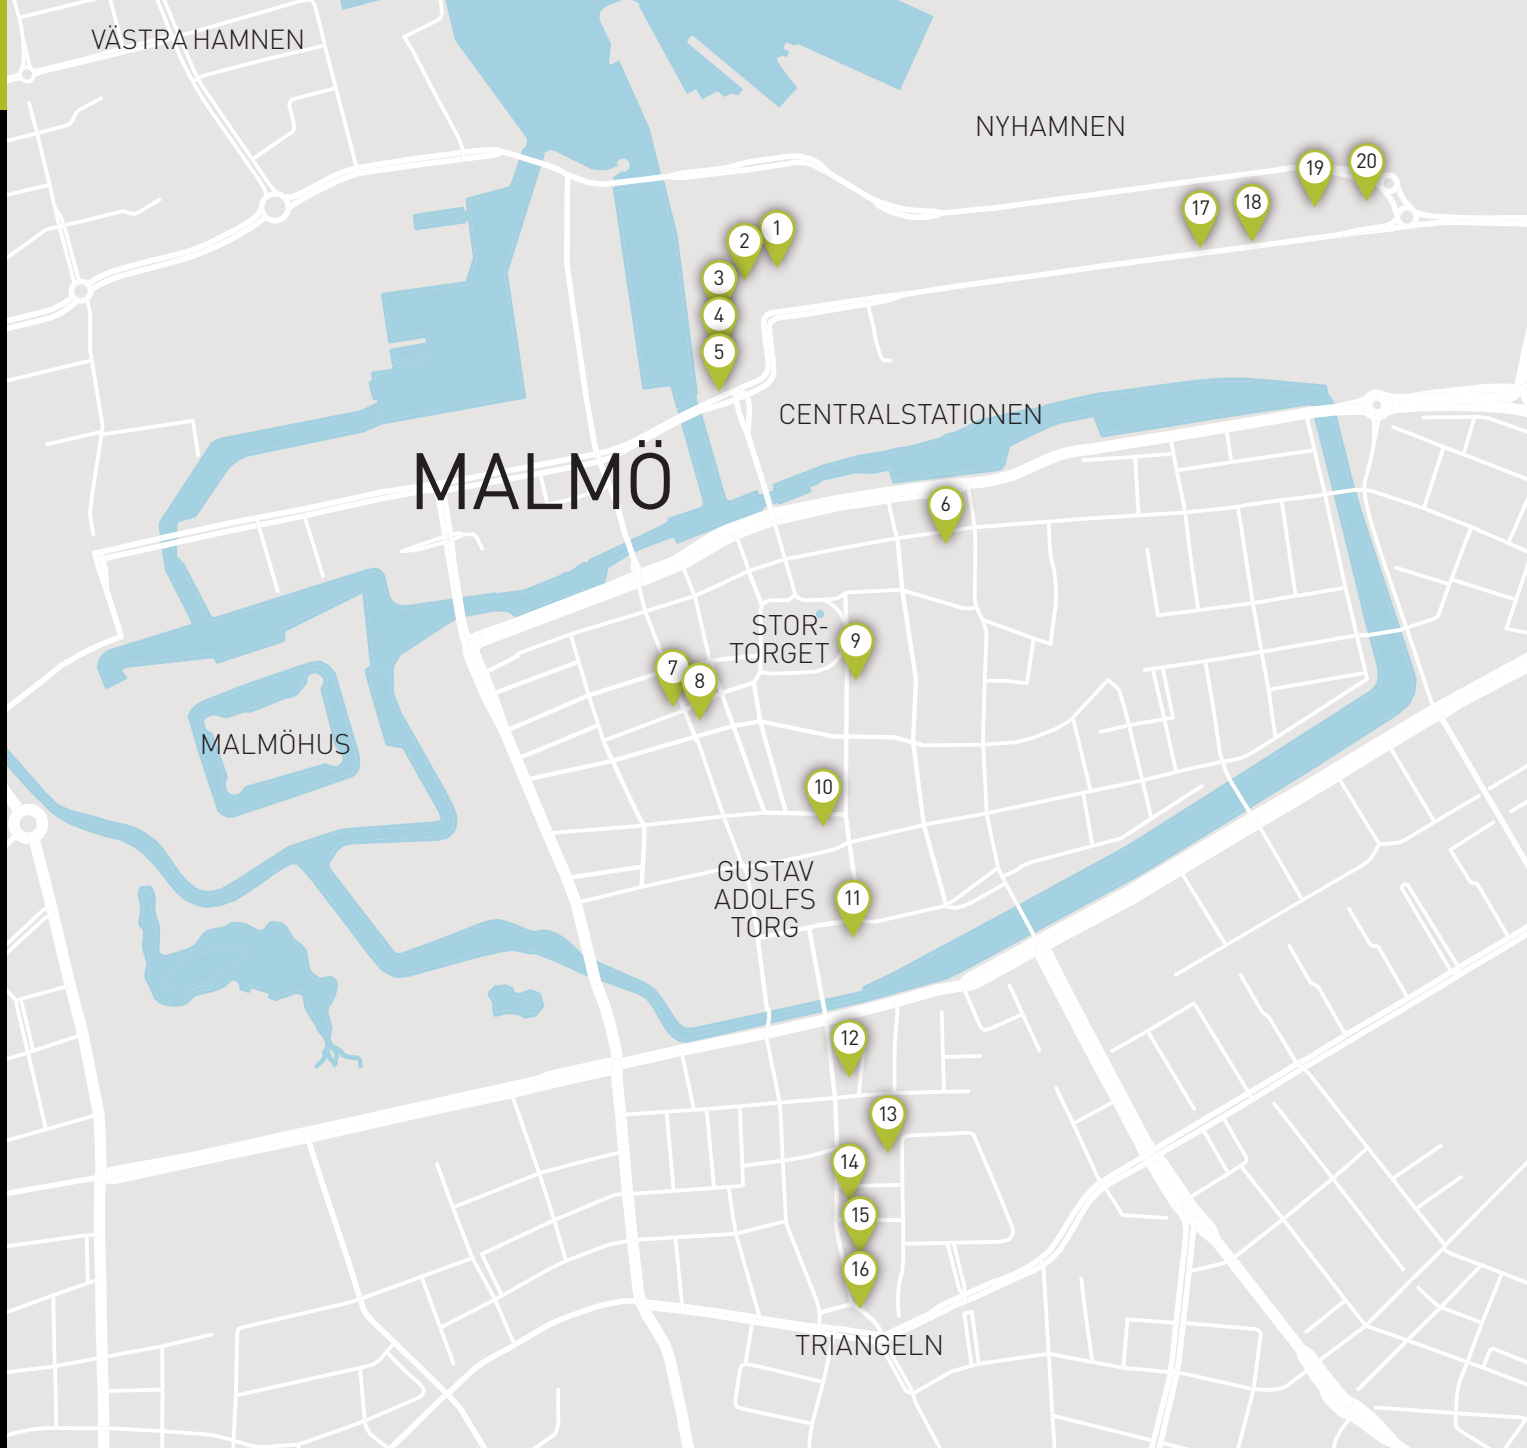 VÄSTRA HAMNEN
NYHAMNEN
19
20
17
18
1
2
3
4
5
CENTRALSTATIONEN
MALMÖ
6
STOR-
TORGET
9
7
8
MALMÖHUS
10
GUSTAV
ADOLFS
TORG
11
12
13
14
15
16
TRIANGELN